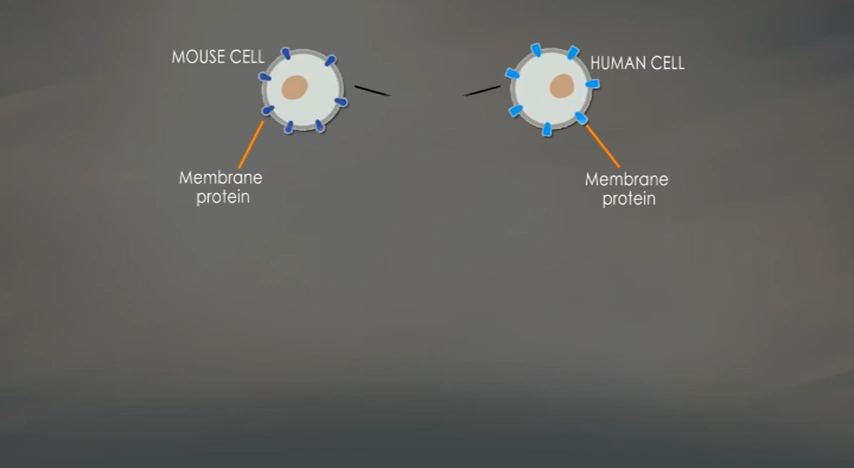 MOUSE CELL
HUMAN CELL
Membrane
protein
Membrane
protein